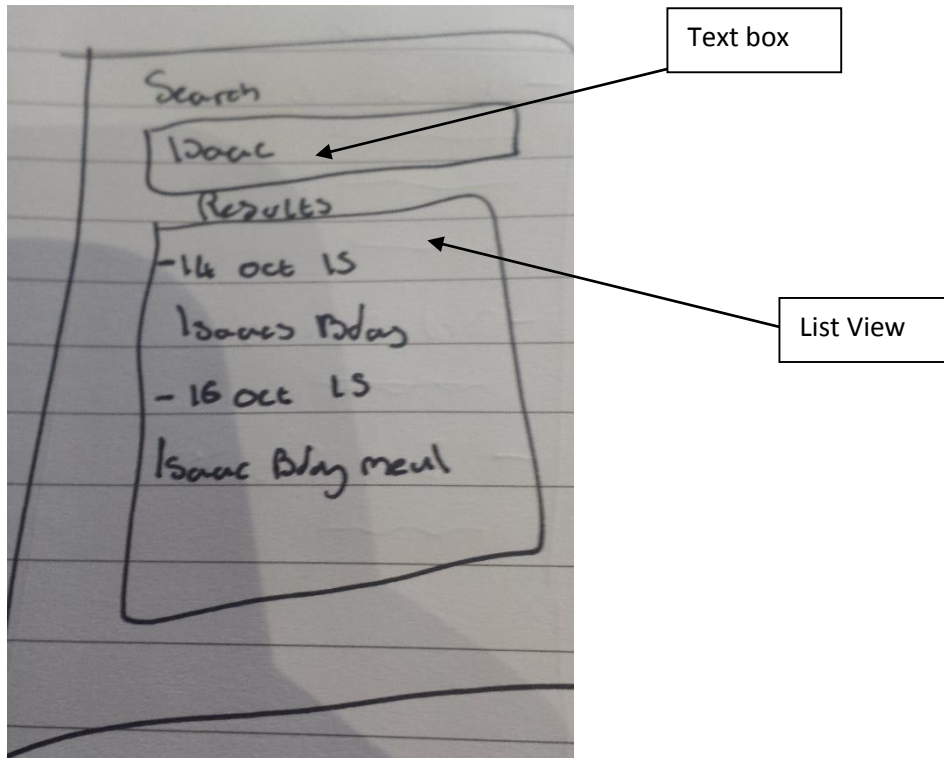 Text box
Search
Isaac
Results
-14 oct 15
Isaacs Bday
List View
- 16 oct 15
Isaac Bday meal